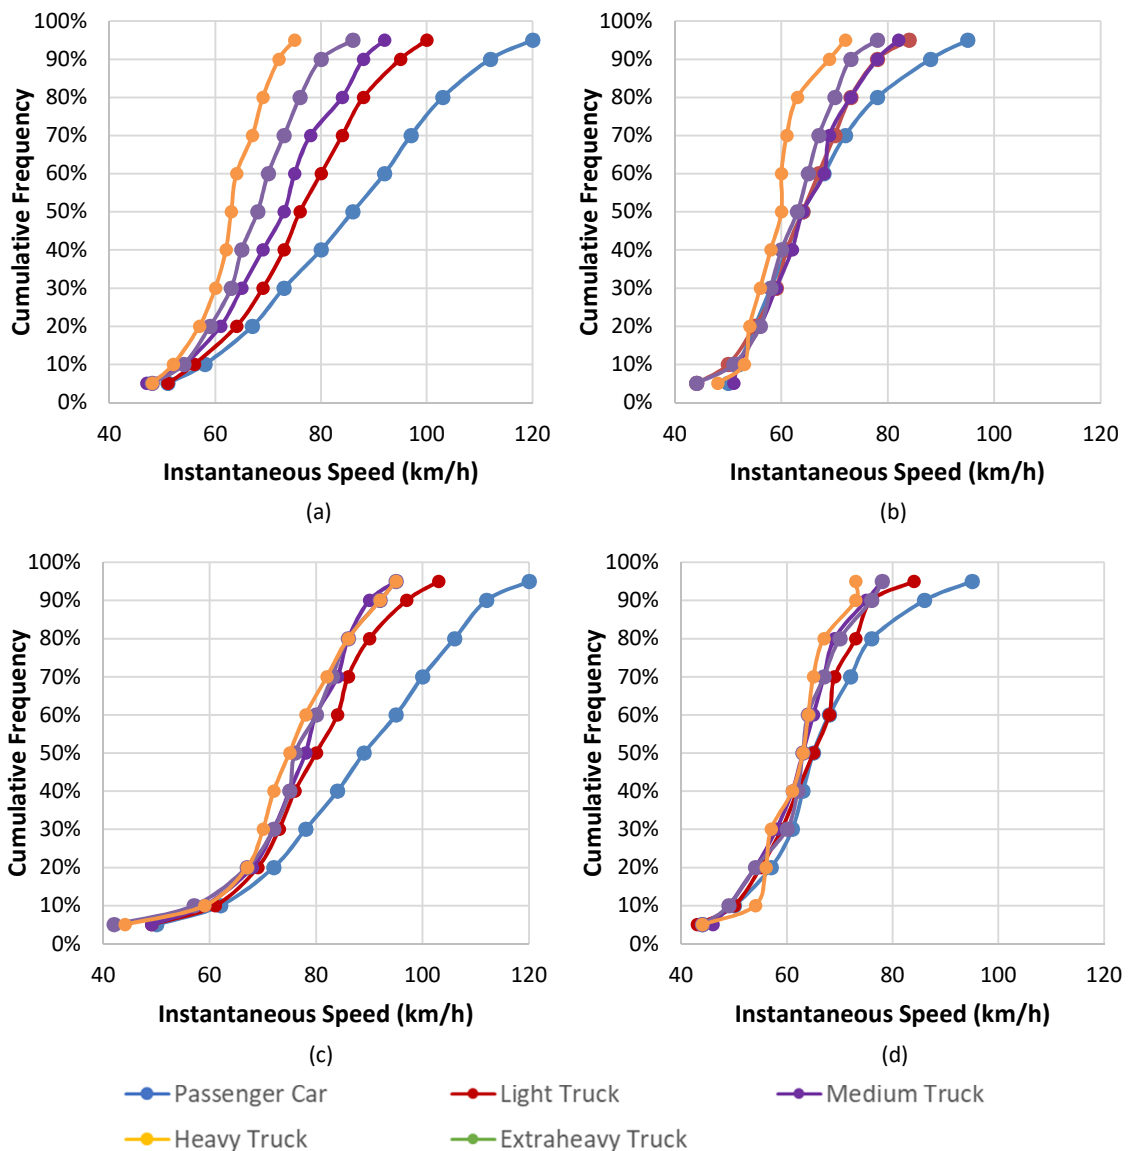 100%
90%
80%
70%
60%
50%
40%
30%
20%
10%
0%
Cumulative Frequency
40 60 80 100 120
Instantaneous Speed (km/h)
(a)
100%
90%
80%
70%
60%
50%
40%
30%
20%
10%
0%
Cumulative Frequency
40 60 80 100 120
Instantaneous Speed (km/h)
(b)
100%
90%
80%
70%
60%
50%
40%
30%
20%
10%
0%
Cumulative Frequency
40 60 80 100 120
Instantaneous Speed (km/h)
(c)
100%
90%
80%
70%
60%
50%
40%
30%
20%
10%
0%
Cumulative Frequency
40 60 80 100 120
Instantaneous Speed (km/h)
(d)
Passenger Car Light Truck Medium Truck
Heavy Truck Extraheavy Truck